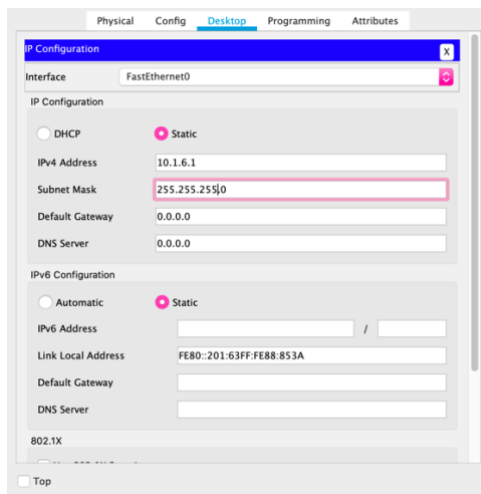 Physical Config Desktop Programming Attributes
IP Configuration X
Interface FastEthernet0
IP Configuration
DHCP Static
IPv4 Address 10.1.6.1
Subnet Mask 255.255.255.0
Default Gateway 0.0.0.0
DNS Server 0.0.0.0
IPv6 Configuration
Automatic Static
IPv6 Address /
Link Local Address FE80::201:63FF:FE88:853A
Default Gateway
DNS Server
802.1X
Top